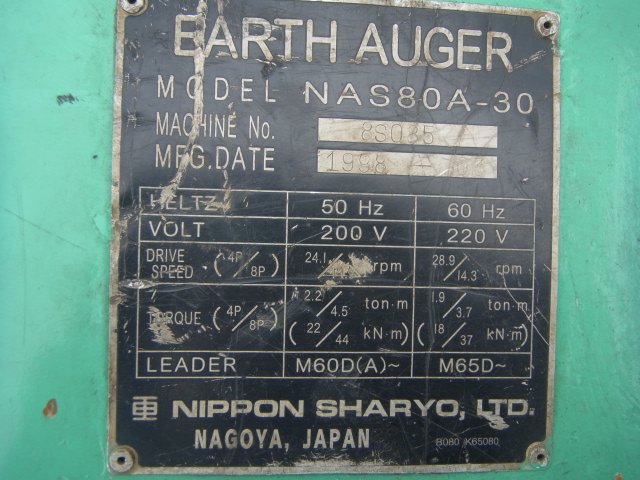 EARTH AUGER
MODEL NAS80A-30
MACHINE No. 8S035
MFG.DATE 1998 -
HELTZ 50 Hz 60 Hz
VOLT 200 V 220 V
DRIVE SPEED (4P/8P) 24.1/ rpm 28.9/14.3 rpm
TORQUE (4P/8P) 2.2/4.5 ton·m 1.9/3.7 ton·m
(22/44 kN·m) (18/37 kN·m)
LEADER M60D(A)~ M65D~
NIPPON SHARYO, LTD.
NAGOYA, JAPAN B080 K65080